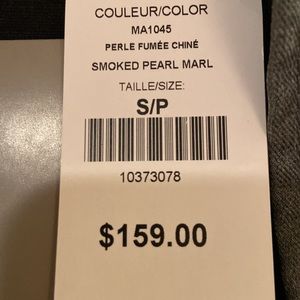 COULEUR/COLOR
MA1045
PERLE FUMÉE CHINÉ
SMOKED PEARL MARL
TAILLE/SIZE:
S/P
10373078
$159.00